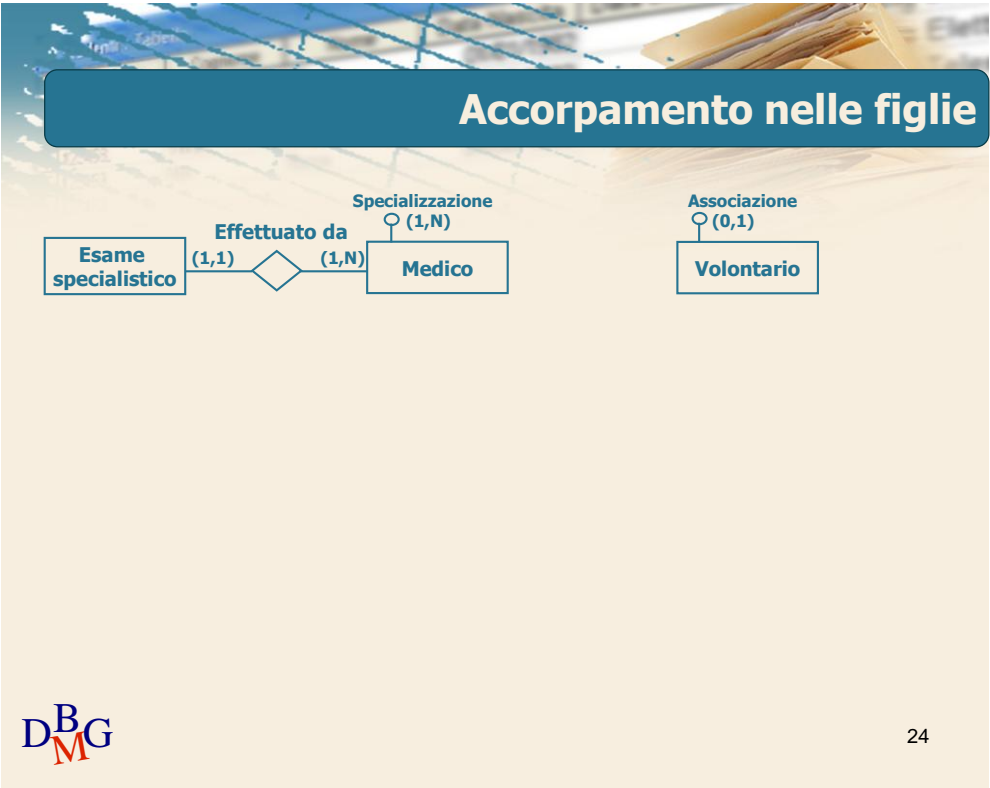 Accorpamento nelle figlie
Specializzazione
(1,N)
Associazione
(0,1)
Effettuato da
Esame
specialistico
(1,1)
(1,N)
Medico
Volontario
DBMG
24